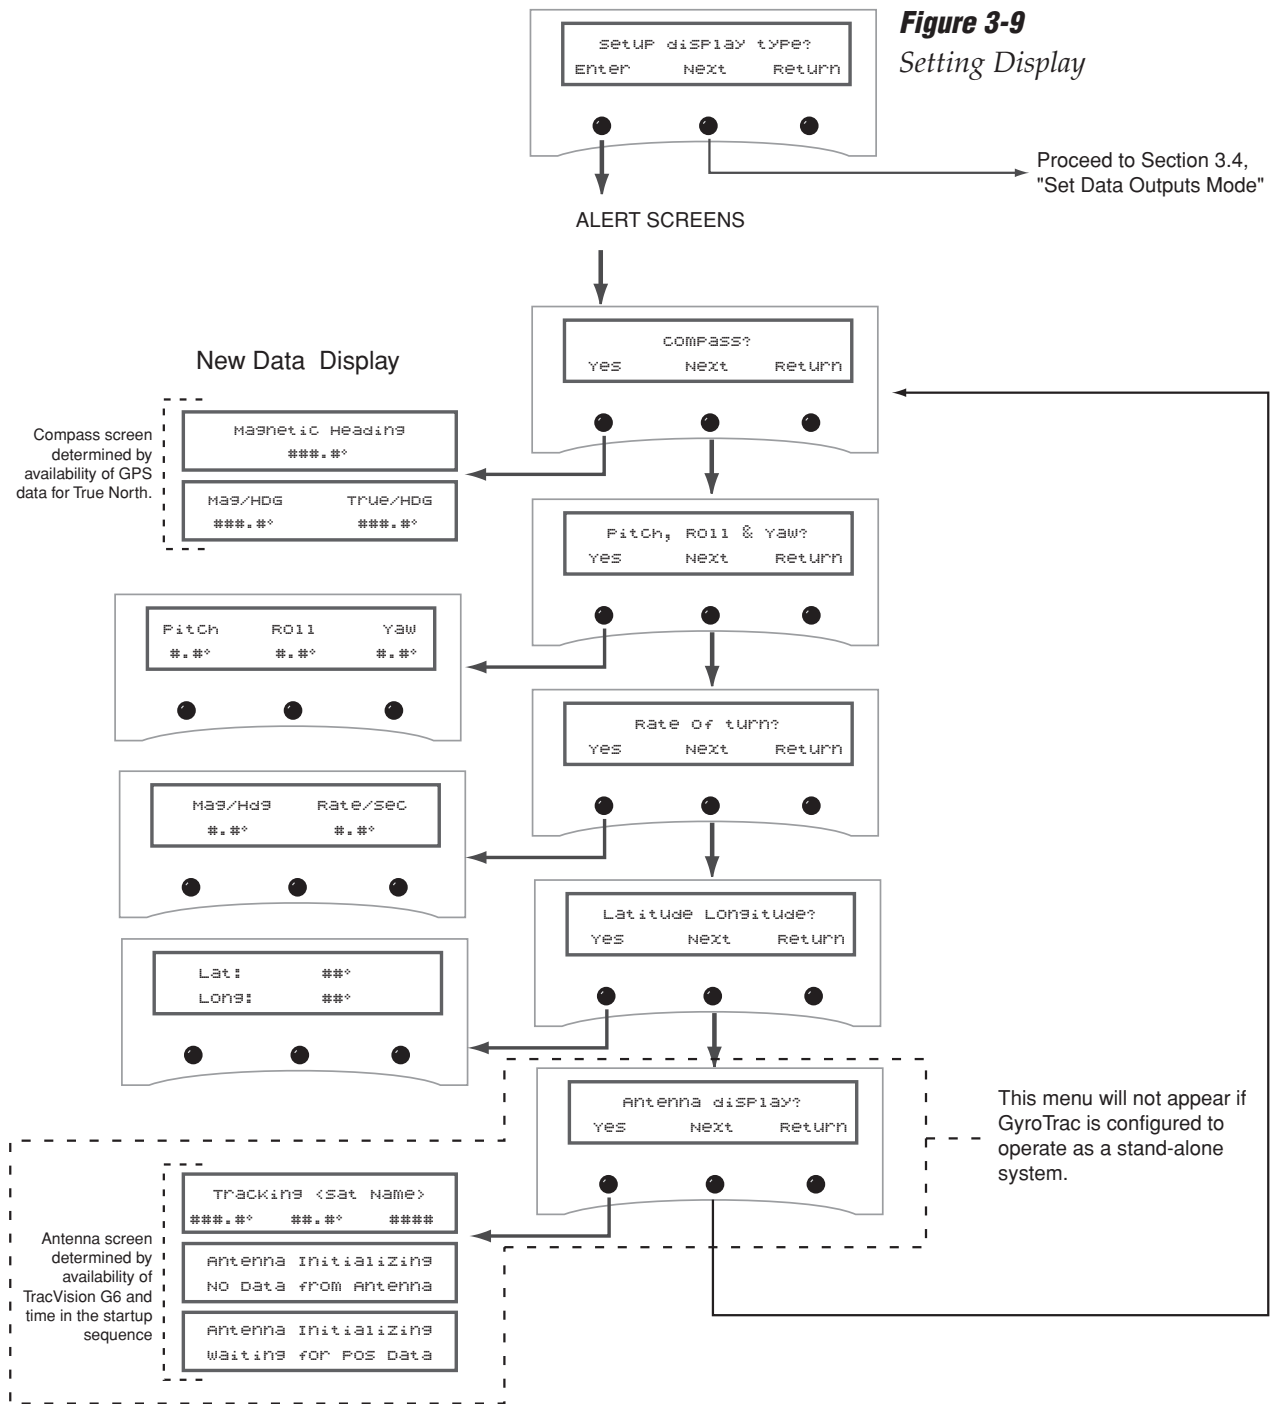 Figure 3-9
Setting Display
Setup display type?
Enter Next Return
Proceed to Section 3.4,
"Set Data Outputs Mode"
ALERT SCREENS
Compass?
Yes Next Return
New Data Display
Compass screen
determined by
availability of GPS
data for True North.
Magnetic Heading
###.#°
Mag/HDG True/HDG
###.#° ###.#°
Pitch, Roll & Yaw?
Yes Next Return
Pitch Roll Yaw
#.#° #.#° #.#°
Rate of turn?
Yes Next Return
Mag/Hdg Rate/Sec
#.#° #.#°
Latitude Longitude?
Yes Next Return
Lat: ##°
Long: ##°
Antenna display?
Yes Next Return
This menu will not appear if
GyroTrac is configured to
operate as a stand-alone
system.
Antenna screen
determined by
availability of
TracVision G6 and
time in the startup
sequence
Tracking <Sat Name>
###.#° ##.#° ####
Antenna Initializing
No Data from Antenna
Antenna Initializing
Waiting for POS Data